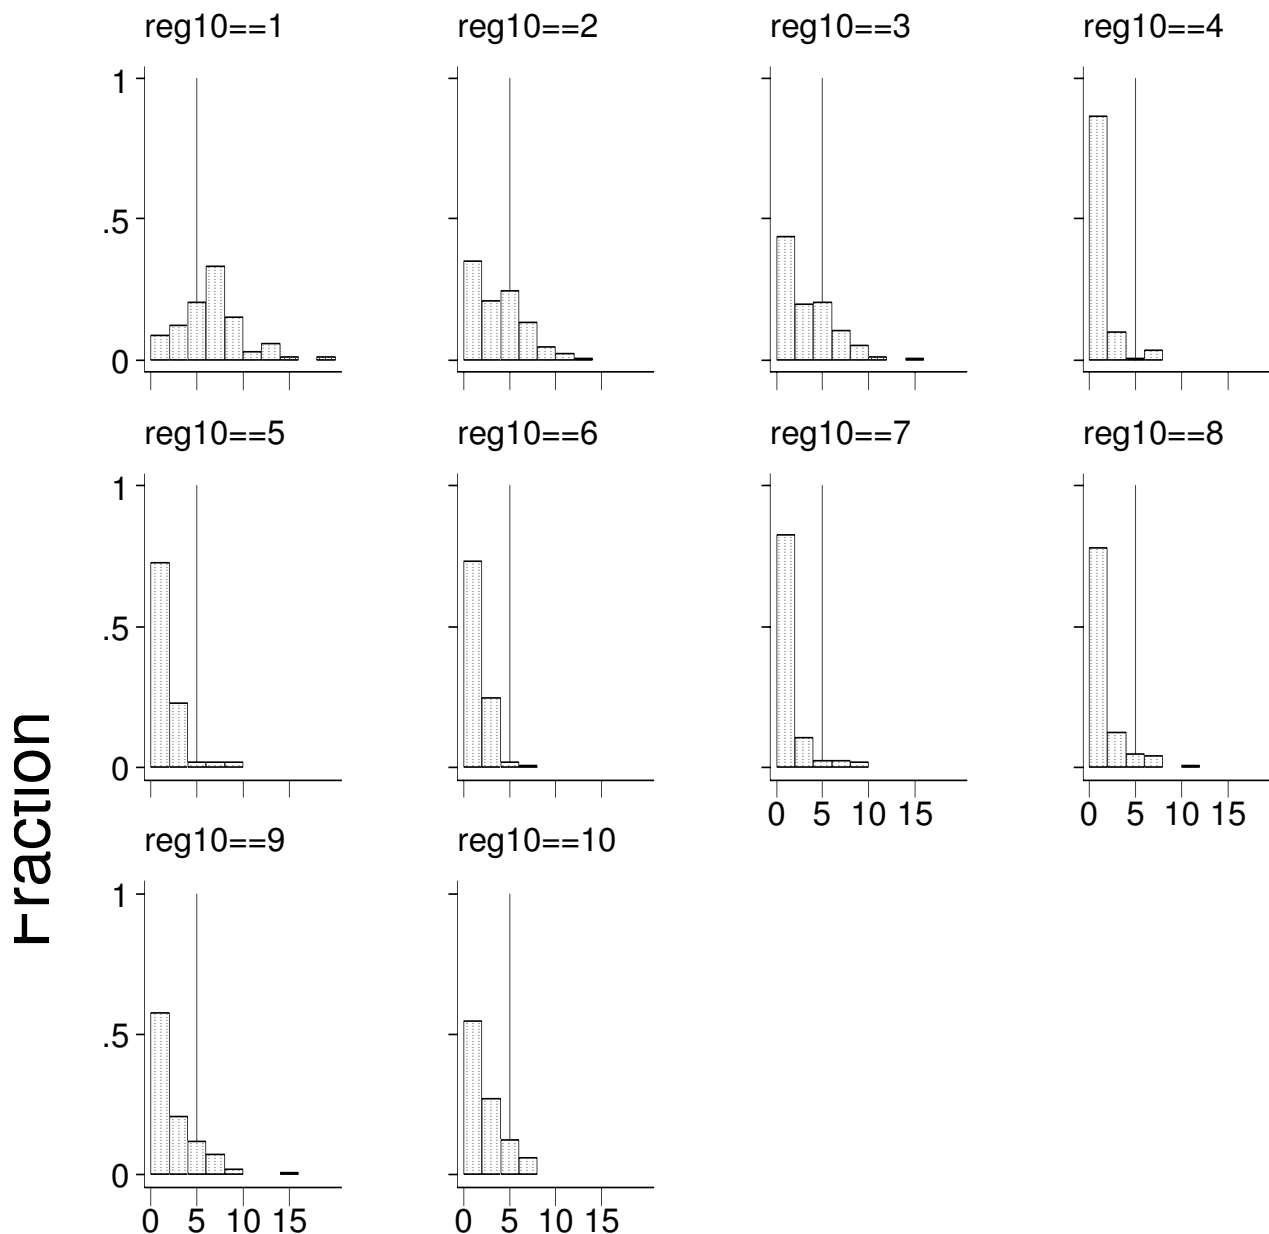 reg10==1 reg10==2 reg10==3 reg10==4
1
.5
0
reg10==5 reg10==6 reg10==7 reg10==8
1
.5
0
0 5 10 15 0 5 10 15
Fraction
reg10==9 reg10==10
1
.5
0
0 5 10 15 0 5 10 15